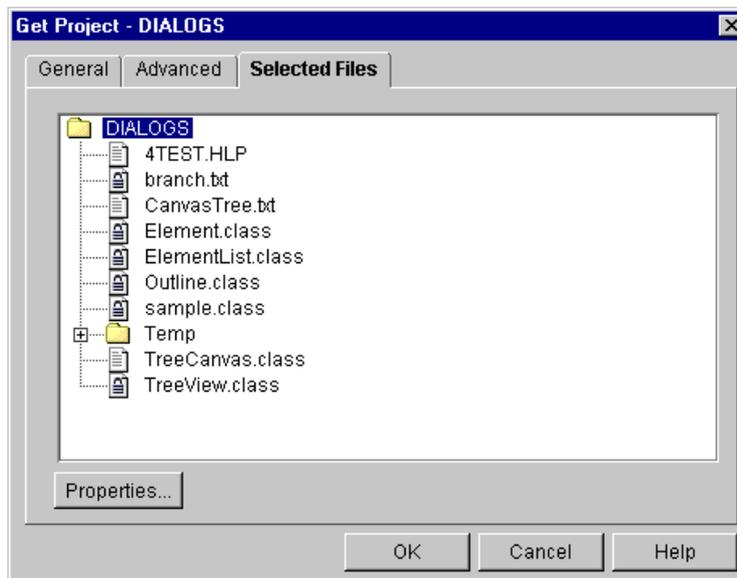 Get Project - DIALOGS
General Advanced Selected Files
DIALOGS
4TEST.HLP
branch.txt
CanvasTree.txt
Element.class
ElementList.class
Outline.class
sample.class
Temp
TreeCanvas.class
TreeView.class
Properties...
OK Cancel Help